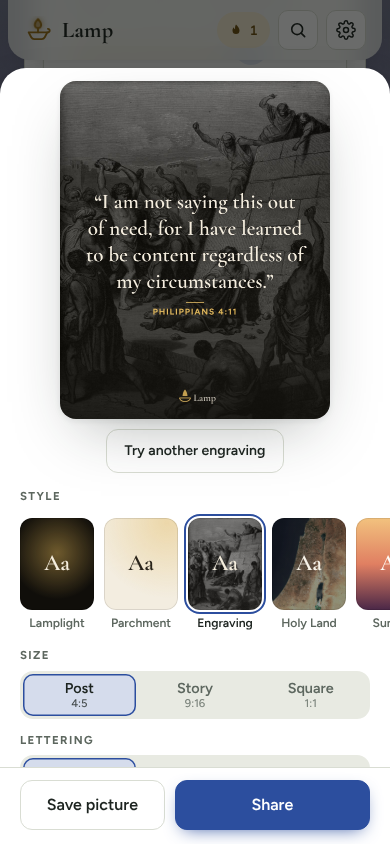 Lamp
1
“I am not saying this out
of need, for I have learned
to be content regardless of
my circumstances.”
PHILIPPIANS 4:11
Lamp
Try another engraving
STYLE
Aa
Aa
Aa
Aa
Lamplight
Parchment
Engraving
Holy Land
SIZE
Post
4:5
Story
9:16
Square
1:1
LETTERING
Save picture
Share